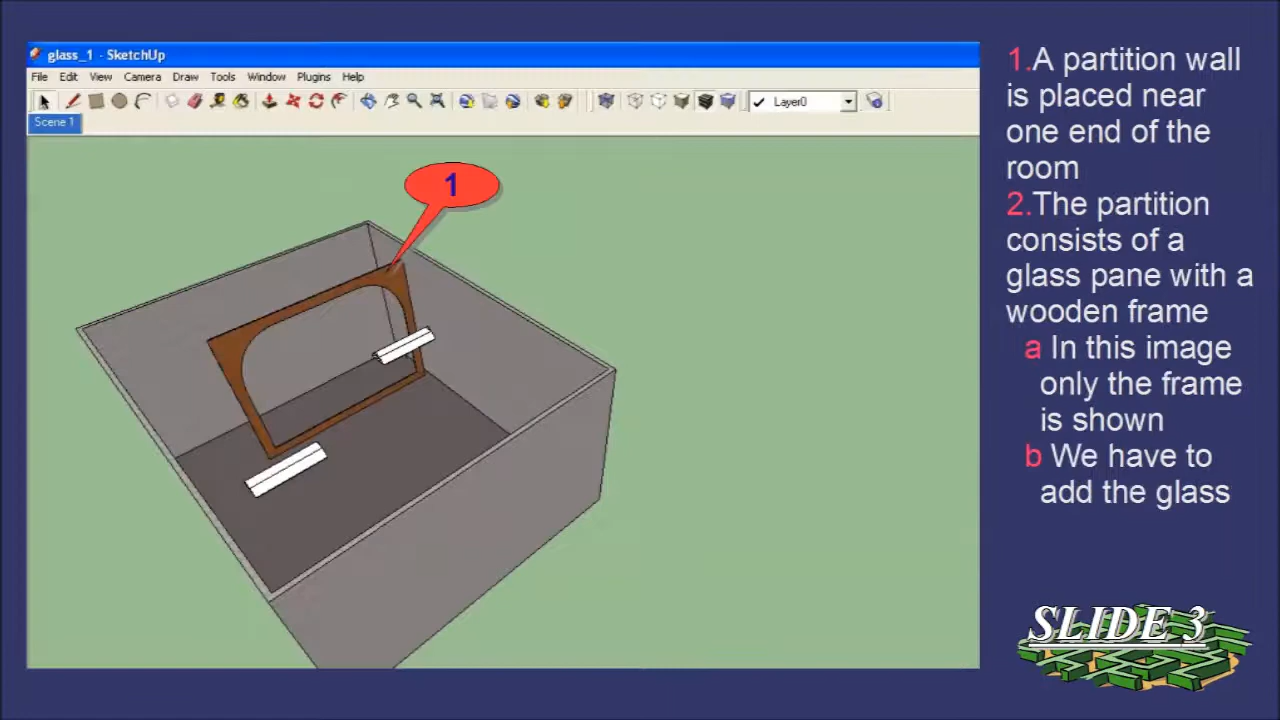 glass_1 - SketchUp
File Edit View Camera Draw Tools Window Plugins Help
Layer0
Scene 1
1
1.A partition wall
is placed near
one end of the
room
2.The partition
consists of a
glass pane with a
wooden frame
a In this image
only the frame
is shown
b We have to
add the glass
SLIDE 3